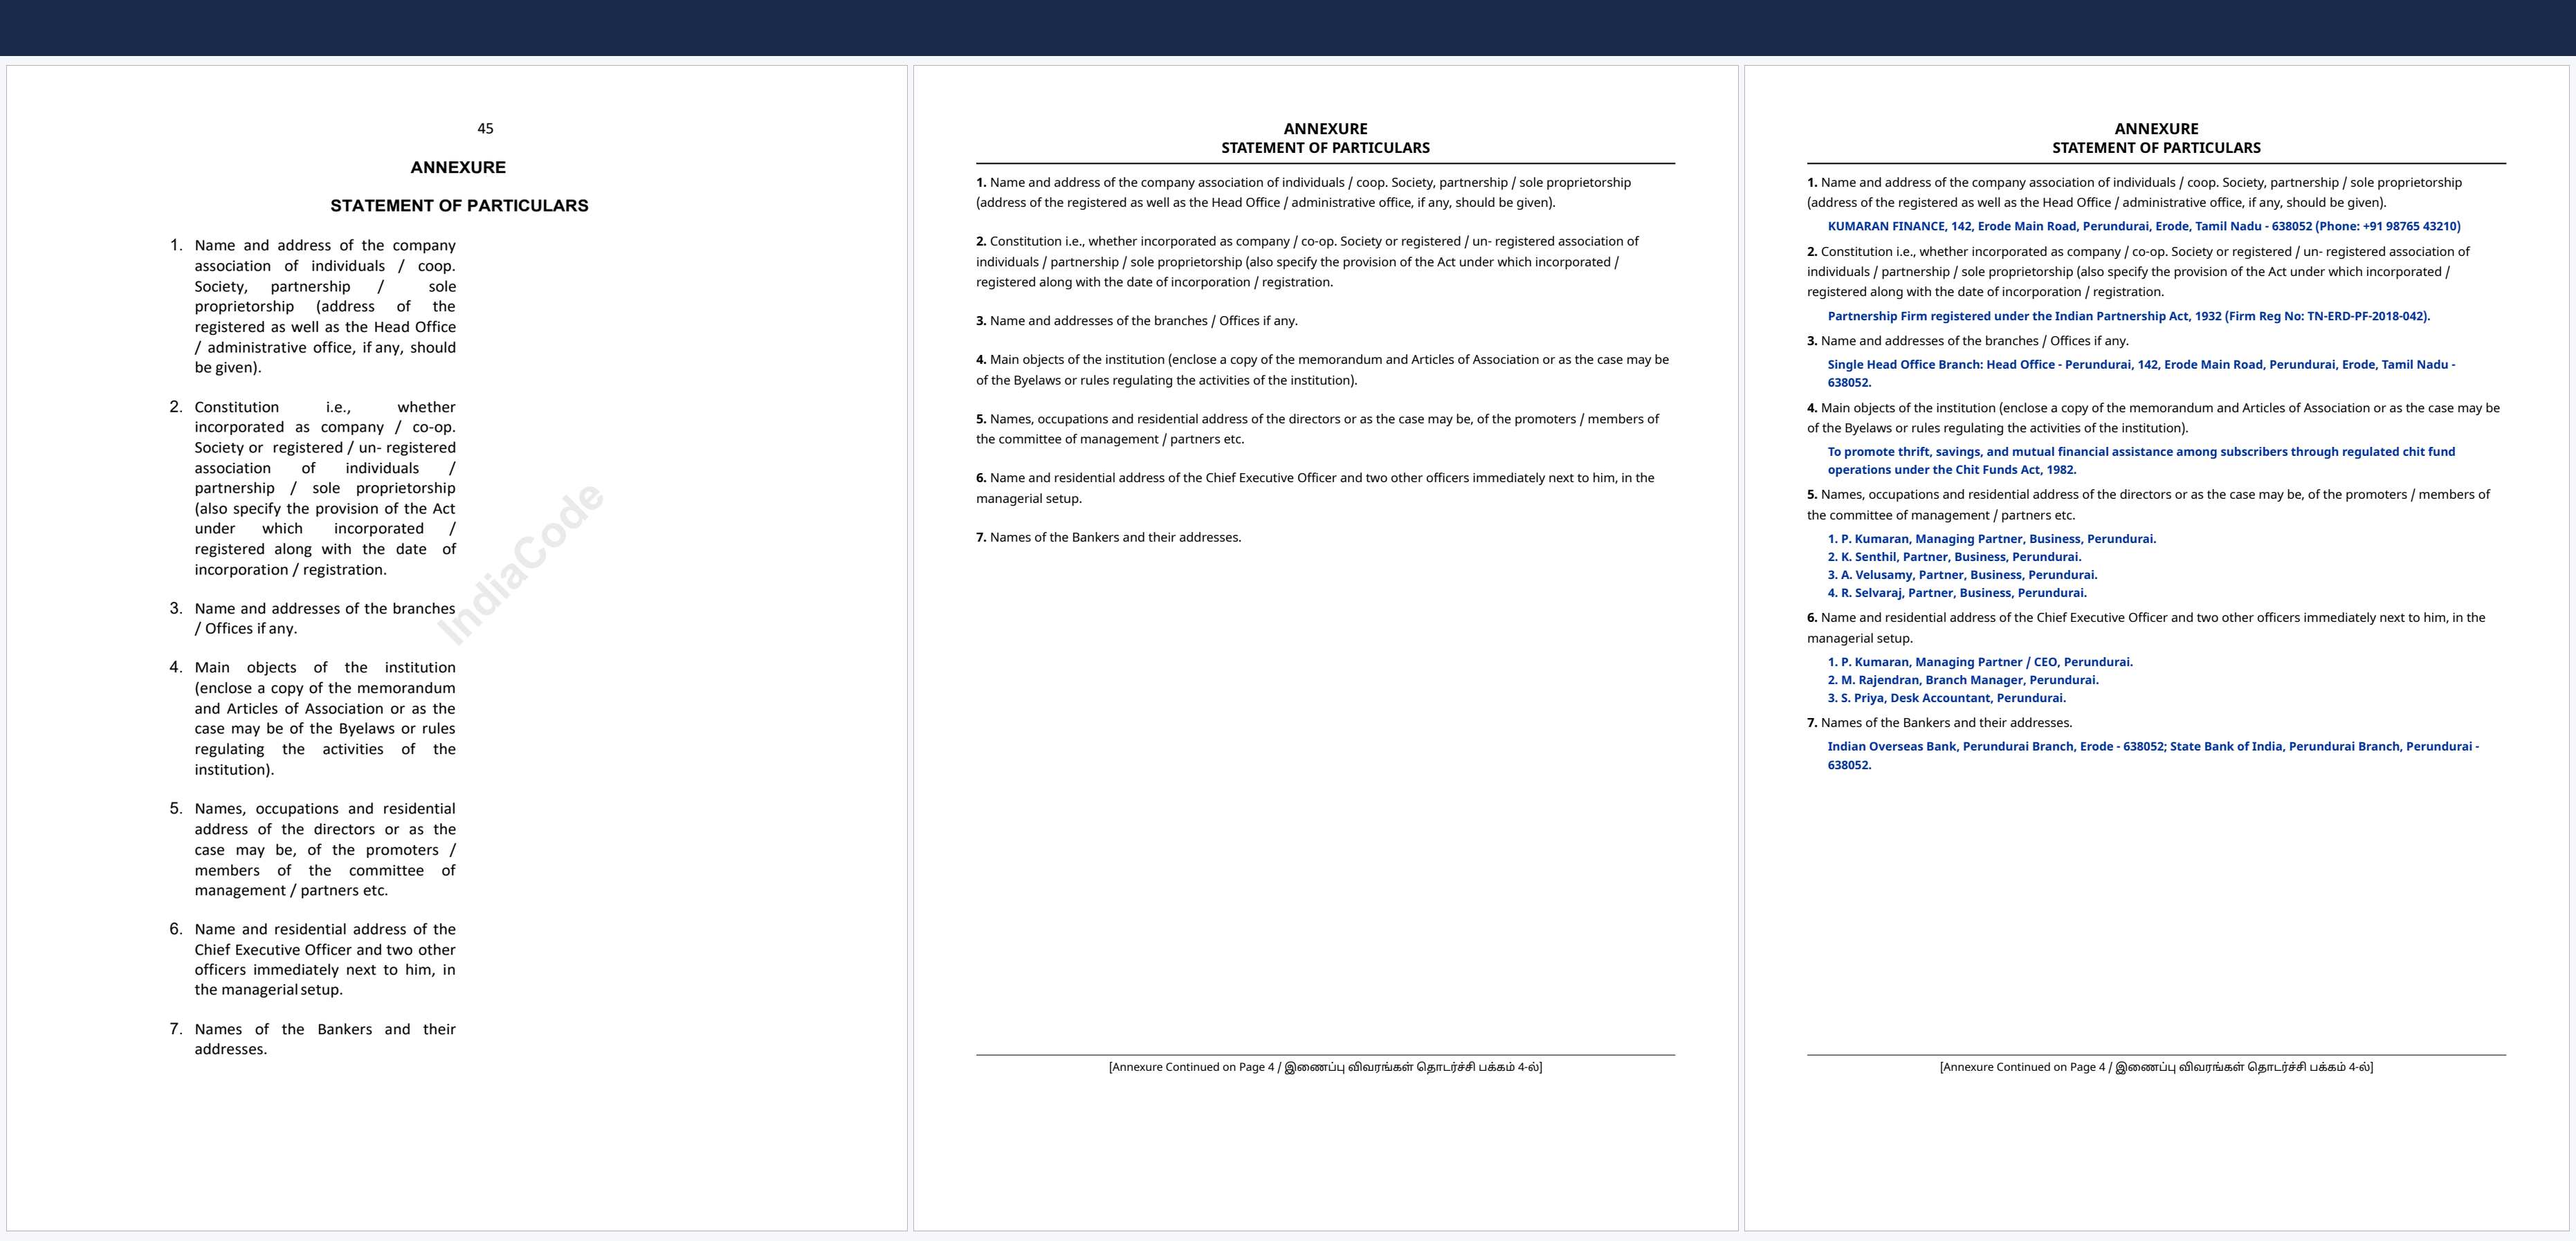 45
ANNEXURE
STATEMENT OF PARTICULARS
1. Name and address of the company
association of individuals / coop.
Society, partnership / sole
proprietorship (address of the
registered as well as the Head Office
/ administrative office, if any, should
be given).
2. Constitution i.e., whether
incorporated as company / co-op.
Society or registered / un- registered
association of individuals /
partnership / sole proprietorship
(also specify the provision of the Act
under which incorporated /
registered along with the date of
incorporation / registration.
3. Name and addresses of the branches
/ Offices if any.
4. Main objects of the institution
(enclose a copy of the memorandum
and Articles of Association or as the
case may be of the Byelaws or rules
regulating the activities of the
institution).
5. Names, occupations and residential
address of the directors or as the
case may be, of the promoters /
members of the committee of
management / partners etc.
6. Name and residential address of the
Chief Executive Officer and two other
officers immediately next to him, in
the managerial setup.
7. Names of the Bankers and their
addresses.
IndiaCode
ANNEXURE
STATEMENT OF PARTICULARS
1. Name and address of the company association of individuals / coop. Society, partnership / sole proprietorship
(address of the registered as well as the Head Office / administrative office, if any, should be given).
2. Constitution i.e., whether incorporated as company / co-op. Society or registered / un- registered association of
individuals / partnership / sole proprietorship (also specify the provision of the Act under which incorporated /
registered along with the date of incorporation / registration.
3. Name and addresses of the branches / Offices if any.
4. Main objects of the institution (enclose a copy of the memorandum and Articles of Association or as the case may be
of the Byelaws or rules regulating the activities of the institution).
5. Names, occupations and residential address of the directors or as the case may be, of the promoters / members of
the committee of management / partners etc.
6. Name and residential address of the Chief Executive Officer and two other officers immediately next to him, in the
managerial setup.
7. Names of the Bankers and their addresses.
[Annexure Continued on Page 4 / இணைப்பு விவரங்கள் தொடர்ச்சி பக்கம் 4-ல்]
ANNEXURE
STATEMENT OF PARTICULARS
1. Name and address of the company association of individuals / coop. Society, partnership / sole proprietorship
(address of the registered as well as the Head Office / administrative office, if any, should be given).
KUMARAN FINANCE, 142, Erode Main Road, Perundurai, Erode, Tamil Nadu - 638052 (Phone: +91 98765 43210)
2. Constitution i.e., whether incorporated as company / co-op. Society or registered / un- registered association of
individuals / partnership / sole proprietorship (also specify the provision of the Act under which incorporated /
registered along with the date of incorporation / registration.
Partnership Firm registered under the Indian Partnership Act, 1932 (Firm Reg No: TN-ERD-PF-2018-042).
3. Name and addresses of the branches / Offices if any.
Single Head Office Branch: Head Office - Perundurai, 142, Erode Main Road, Perundurai, Erode, Tamil Nadu -
638052.
4. Main objects of the institution (enclose a copy of the memorandum and Articles of Association or as the case may be
of the Byelaws or rules regulating the activities of the institution).
To promote thrift, savings, and mutual financial assistance among subscribers through regulated chit fund
operations under the Chit Funds Act, 1982.
5. Names, occupations and residential address of the directors or as the case may be, of the promoters / members of
the committee of management / partners etc.
1. P. Kumaran, Managing Partner, Business, Perundurai.
2. K. Senthil, Partner, Business, Perundurai.
3. A. Velusamy, Partner, Business, Perundurai.
4. R. Selvaraj, Partner, Business, Perundurai.
6. Name and residential address of the Chief Executive Officer and two other officers immediately next to him, in the
managerial setup.
1. P. Kumaran, Managing Partner / CEO, Perundurai.
2. M. Rajendran, Branch Manager, Perundurai.
3. S. Priya, Desk Accountant, Perundurai.
7. Names of the Bankers and their addresses.
Indian Overseas Bank, Perundurai Branch, Erode - 638052; State Bank of India, Perundurai Branch, Perundurai -
638052.
[Annexure Continued on Page 4 / இணைப்பு விவரங்கள் தொடர்ச்சி பக்கம் 4-ல்]